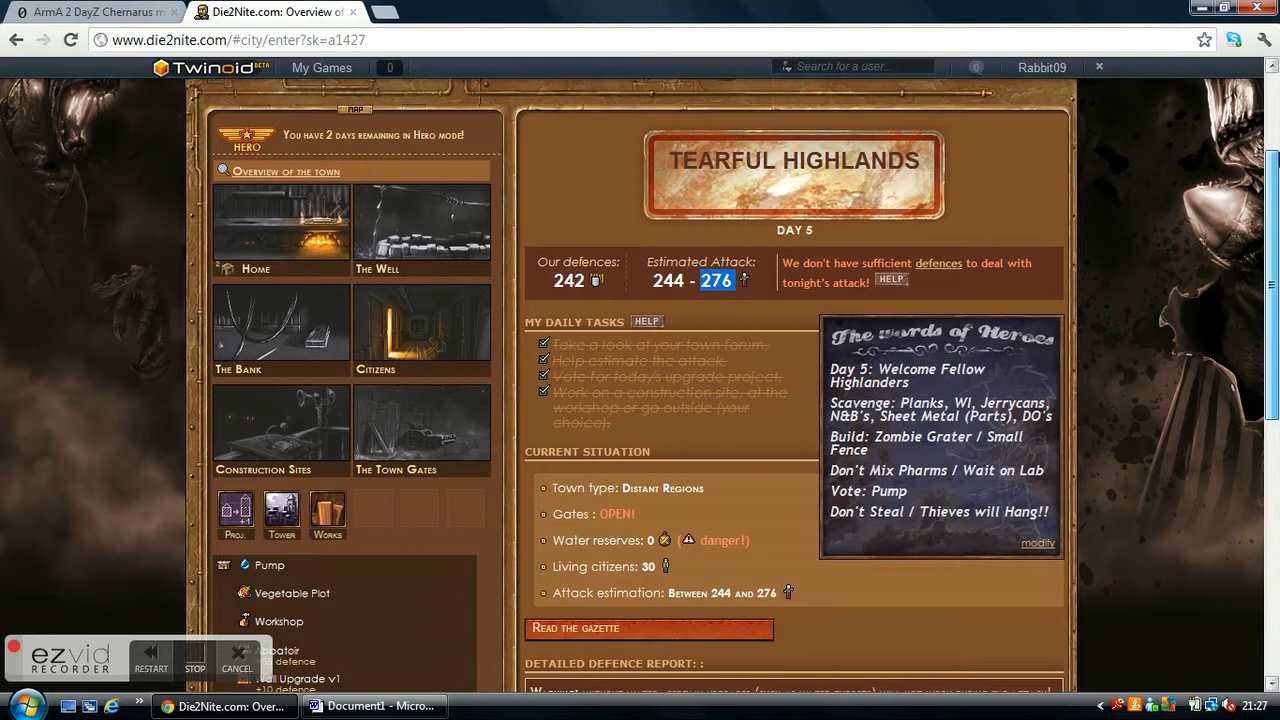 ArmA 2 DayZ Chernarus m
Die2Nite.com: Overview of
www.die2nite.com/#city/enter?sk=a1427
TWINOID BETA
My Games
0
Search for a user...
0
Rabbit09
MAP
HERO
You have 2 days remaining in Hero mode!
Overview of the town
Home
The Well
The Bank
Citizens
Construction Sites
The Town Gates
Proj.
Tower
Works
Pump
Vegetable Plot
Workshop
Wall Upgrade v1
+10 defence
TEARFUL HIGHLANDS
DAY 5
Our defences:
242
Estimated Attack:
244 - 276
We don't have sufficient defences to deal with
tonight's attack! HELP
MY DAILY TASKS HELP
Take a look at your town forum.
Help estimate the attack.
Vote for today's upgrade project.
Work on a construction site, at the
workshop or go outside (your
choice).
The words of Heroes
Day 5: Welcome Fellow
Highlanders
Scavenge: Planks, WI, Jerrycans,
N&B's, Sheet Metal (Parts), DO's
Build: Zombie Grater / Small
Fence
Don't Mix Pharms / Wait on Lab
Vote: Pump
Don't Steal / Thieves will Hang!!
modify
CURRENT SITUATION
Town type: Distant Regions
Gates : OPEN!
Water reserves: 0 ( danger!)
Living citizens: 30
Attack estimation: Between 244 and 276
Read the gazette
DETAILED DEFENCE REPORT: :
ezvid
RECORDER
RESTART
STOP
CANCEL
Die2Nite.com: Over...
Document1 - Micro...
21:27